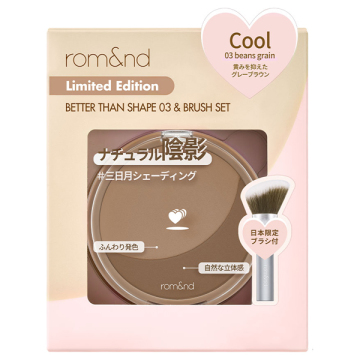 rom&nd
Cool
03 beans grain
黄みを抑えた
グレーブラウン
Limited Edition
BETTER THAN SHAPE 03 & BRUSH SET
ナチュラル陰影
#三日月シェーディング
ふんわり発色
自然な立体感
日本限定
ブラシ付
rom&nd